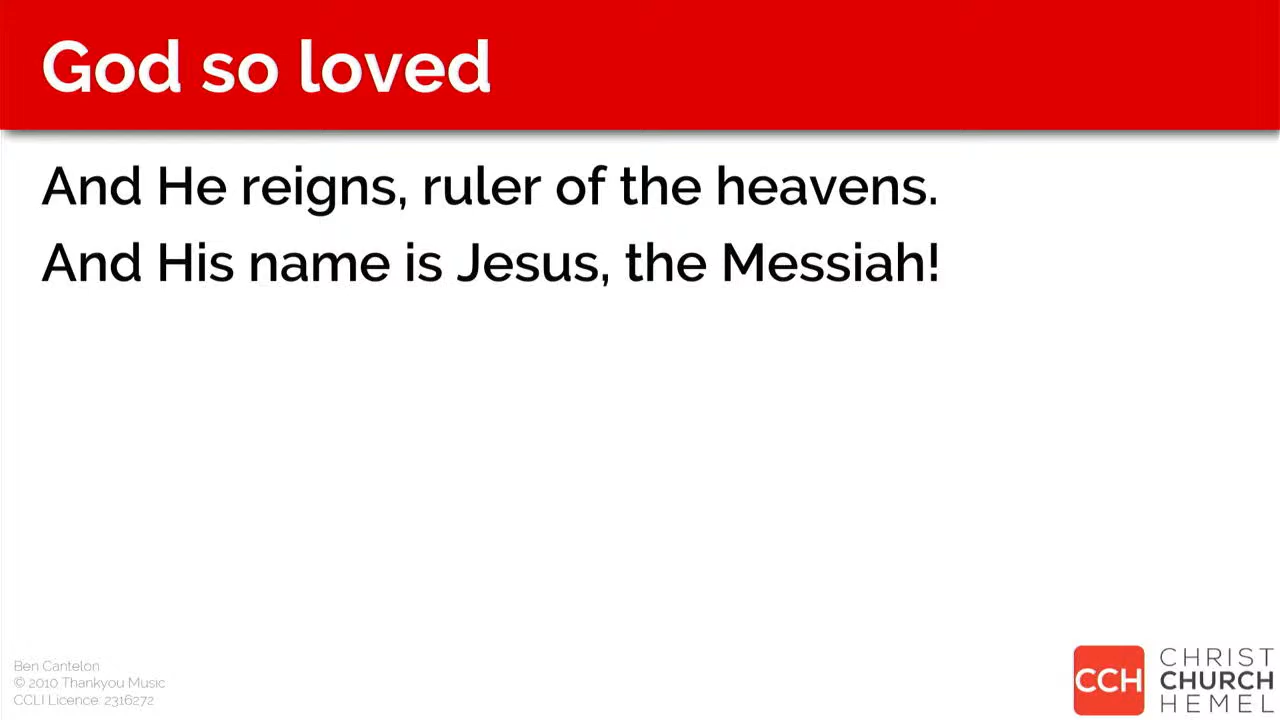 God so loved
And He reigns, ruler of the heavens.
And His name is Jesus, the Messiah!
Ben Cantelon
© 2010 Thankyou Music
CCLI Licence: 2316272
CCH
CHRIST
CHURCH
HEMEL